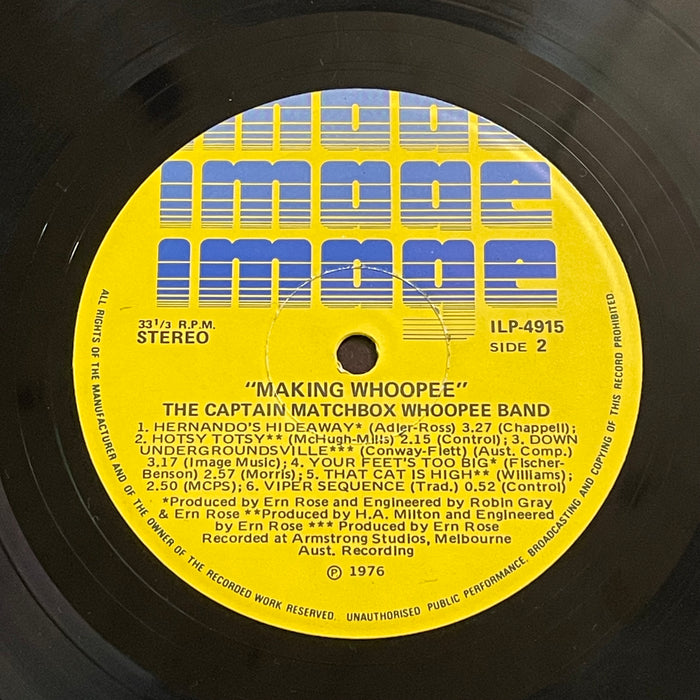 image
image
image
33 1/3 R.P.M.
STEREO
ILP-4915
SIDE 2
"MAKING WHOOPEE"
THE CAPTAIN MATCHBOX WHOOPEE BAND
1. HERNANDO'S HIDEAWAY* (Adler-Ross) 3.27 (Chappell);
2. HOTSY TOTSY** (McHugh-Mills) 2.15 (Control); 3. DOWN
UNDERGROUNDSVILLE*** (Conway-Flett) (Aust. Comp.)
3.17 (Image Music); 4. YOUR FEET'S TOO BIG* (Fischer-
Benson) 2.57 (Morris); 5. THAT CAT IS HIGH** (Williams);
2.50 (MCPS); 6. VIPER SEQUENCE (Trad.) 0.52 (Control)
*Produced by Ern Rose and Engineered by Robin Gray
& Ern Rose **Produced by H.A. Milton and Engineered
by Ern Rose *** Produced by Ern Rose
Recorded at Armstrong Studios, Melbourne
Aust. Recording
Ⓟ 1976
ALL RIGHTS OF THE MANUFACTURER AND OF THE OWNER OF THE RECORDED WORK RESERVED. UNAUTHORISED PUBLIC PERFORMANCE, BROADCASTING AND COPYING OF THIS RECORD PROHIBITED.